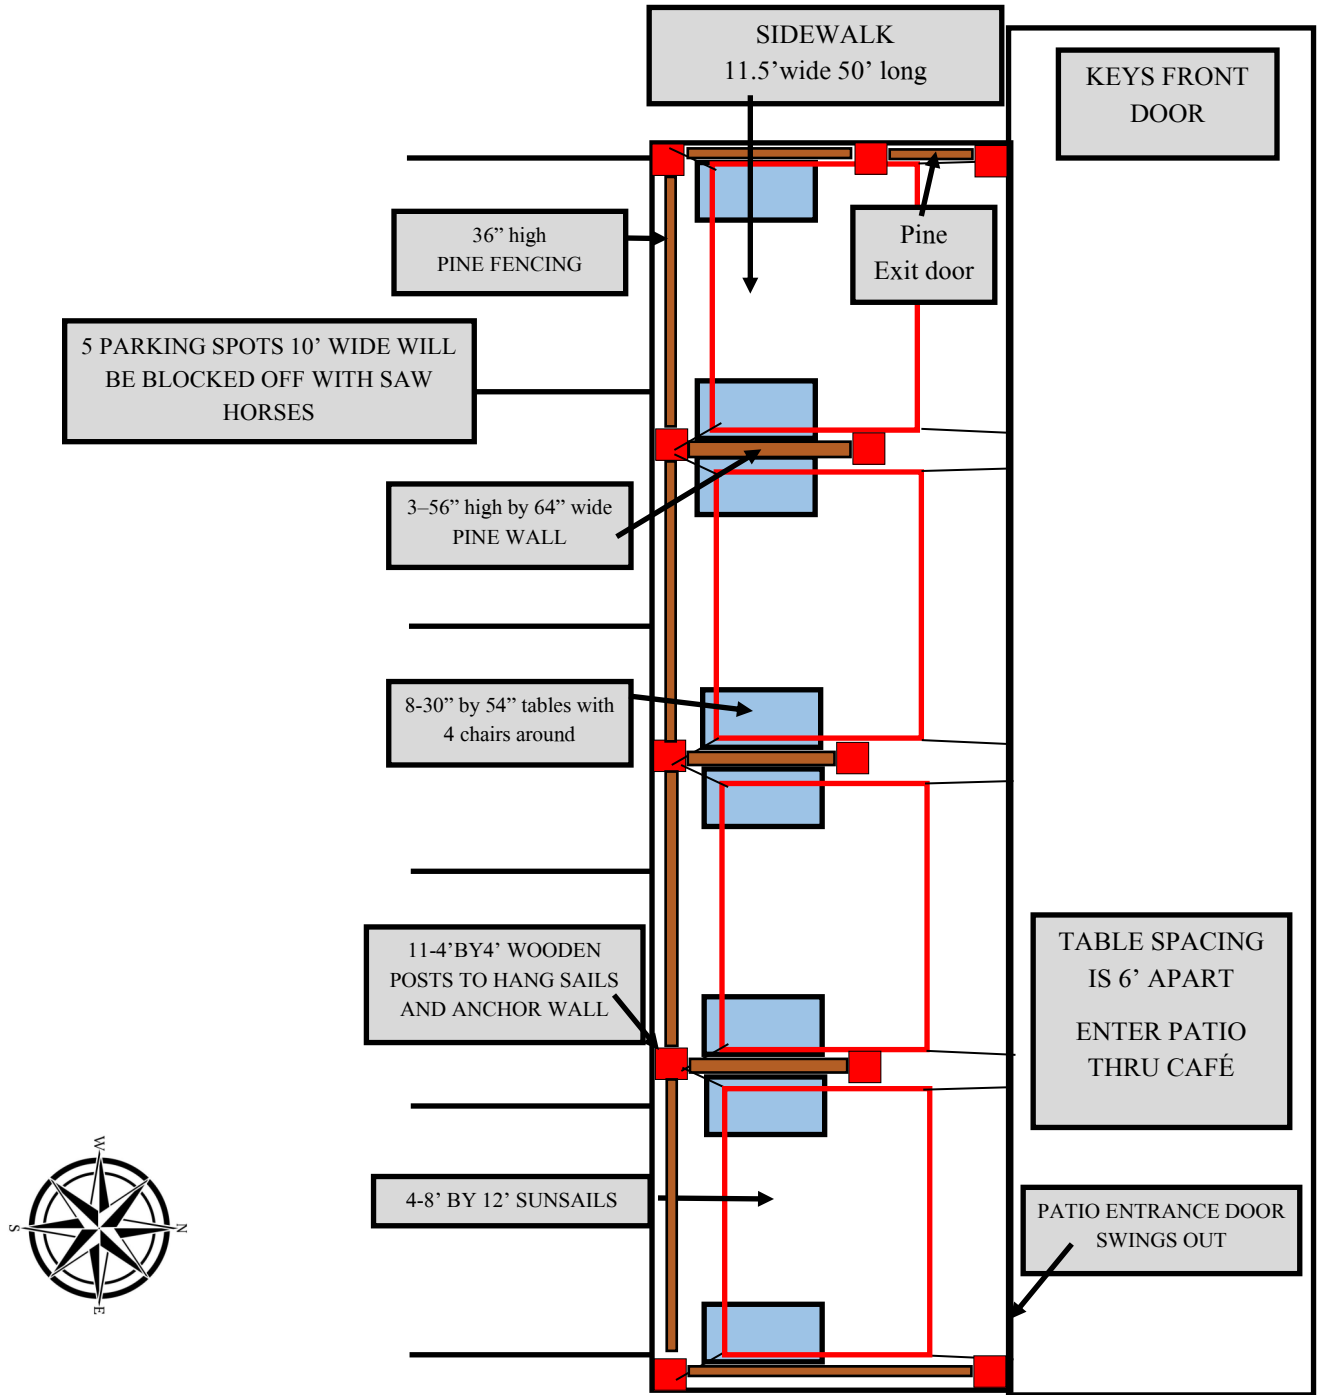 SIDEWALK
11.5’wide 50’ long
KEYS FRONT
DOOR
36” high
PINE FENCING
Pine
Exit door
5 PARKING SPOTS 10’ WIDE WILL
BE BLOCKED OFF WITH SAW
HORSES
3–56” high by 64” wide
PINE WALL
8-30” by 54” tables with
4 chairs around
11-4’BY4’ WOODEN
POSTS TO HANG SAILS
AND ANCHOR WALL
TABLE SPACING
IS 6’ APART
ENTER PATIO
THRU CAFÉ
4-8’ BY 12’ SUNSAILS
PATIO ENTRANCE DOOR
SWINGS OUT
W
S
N
E